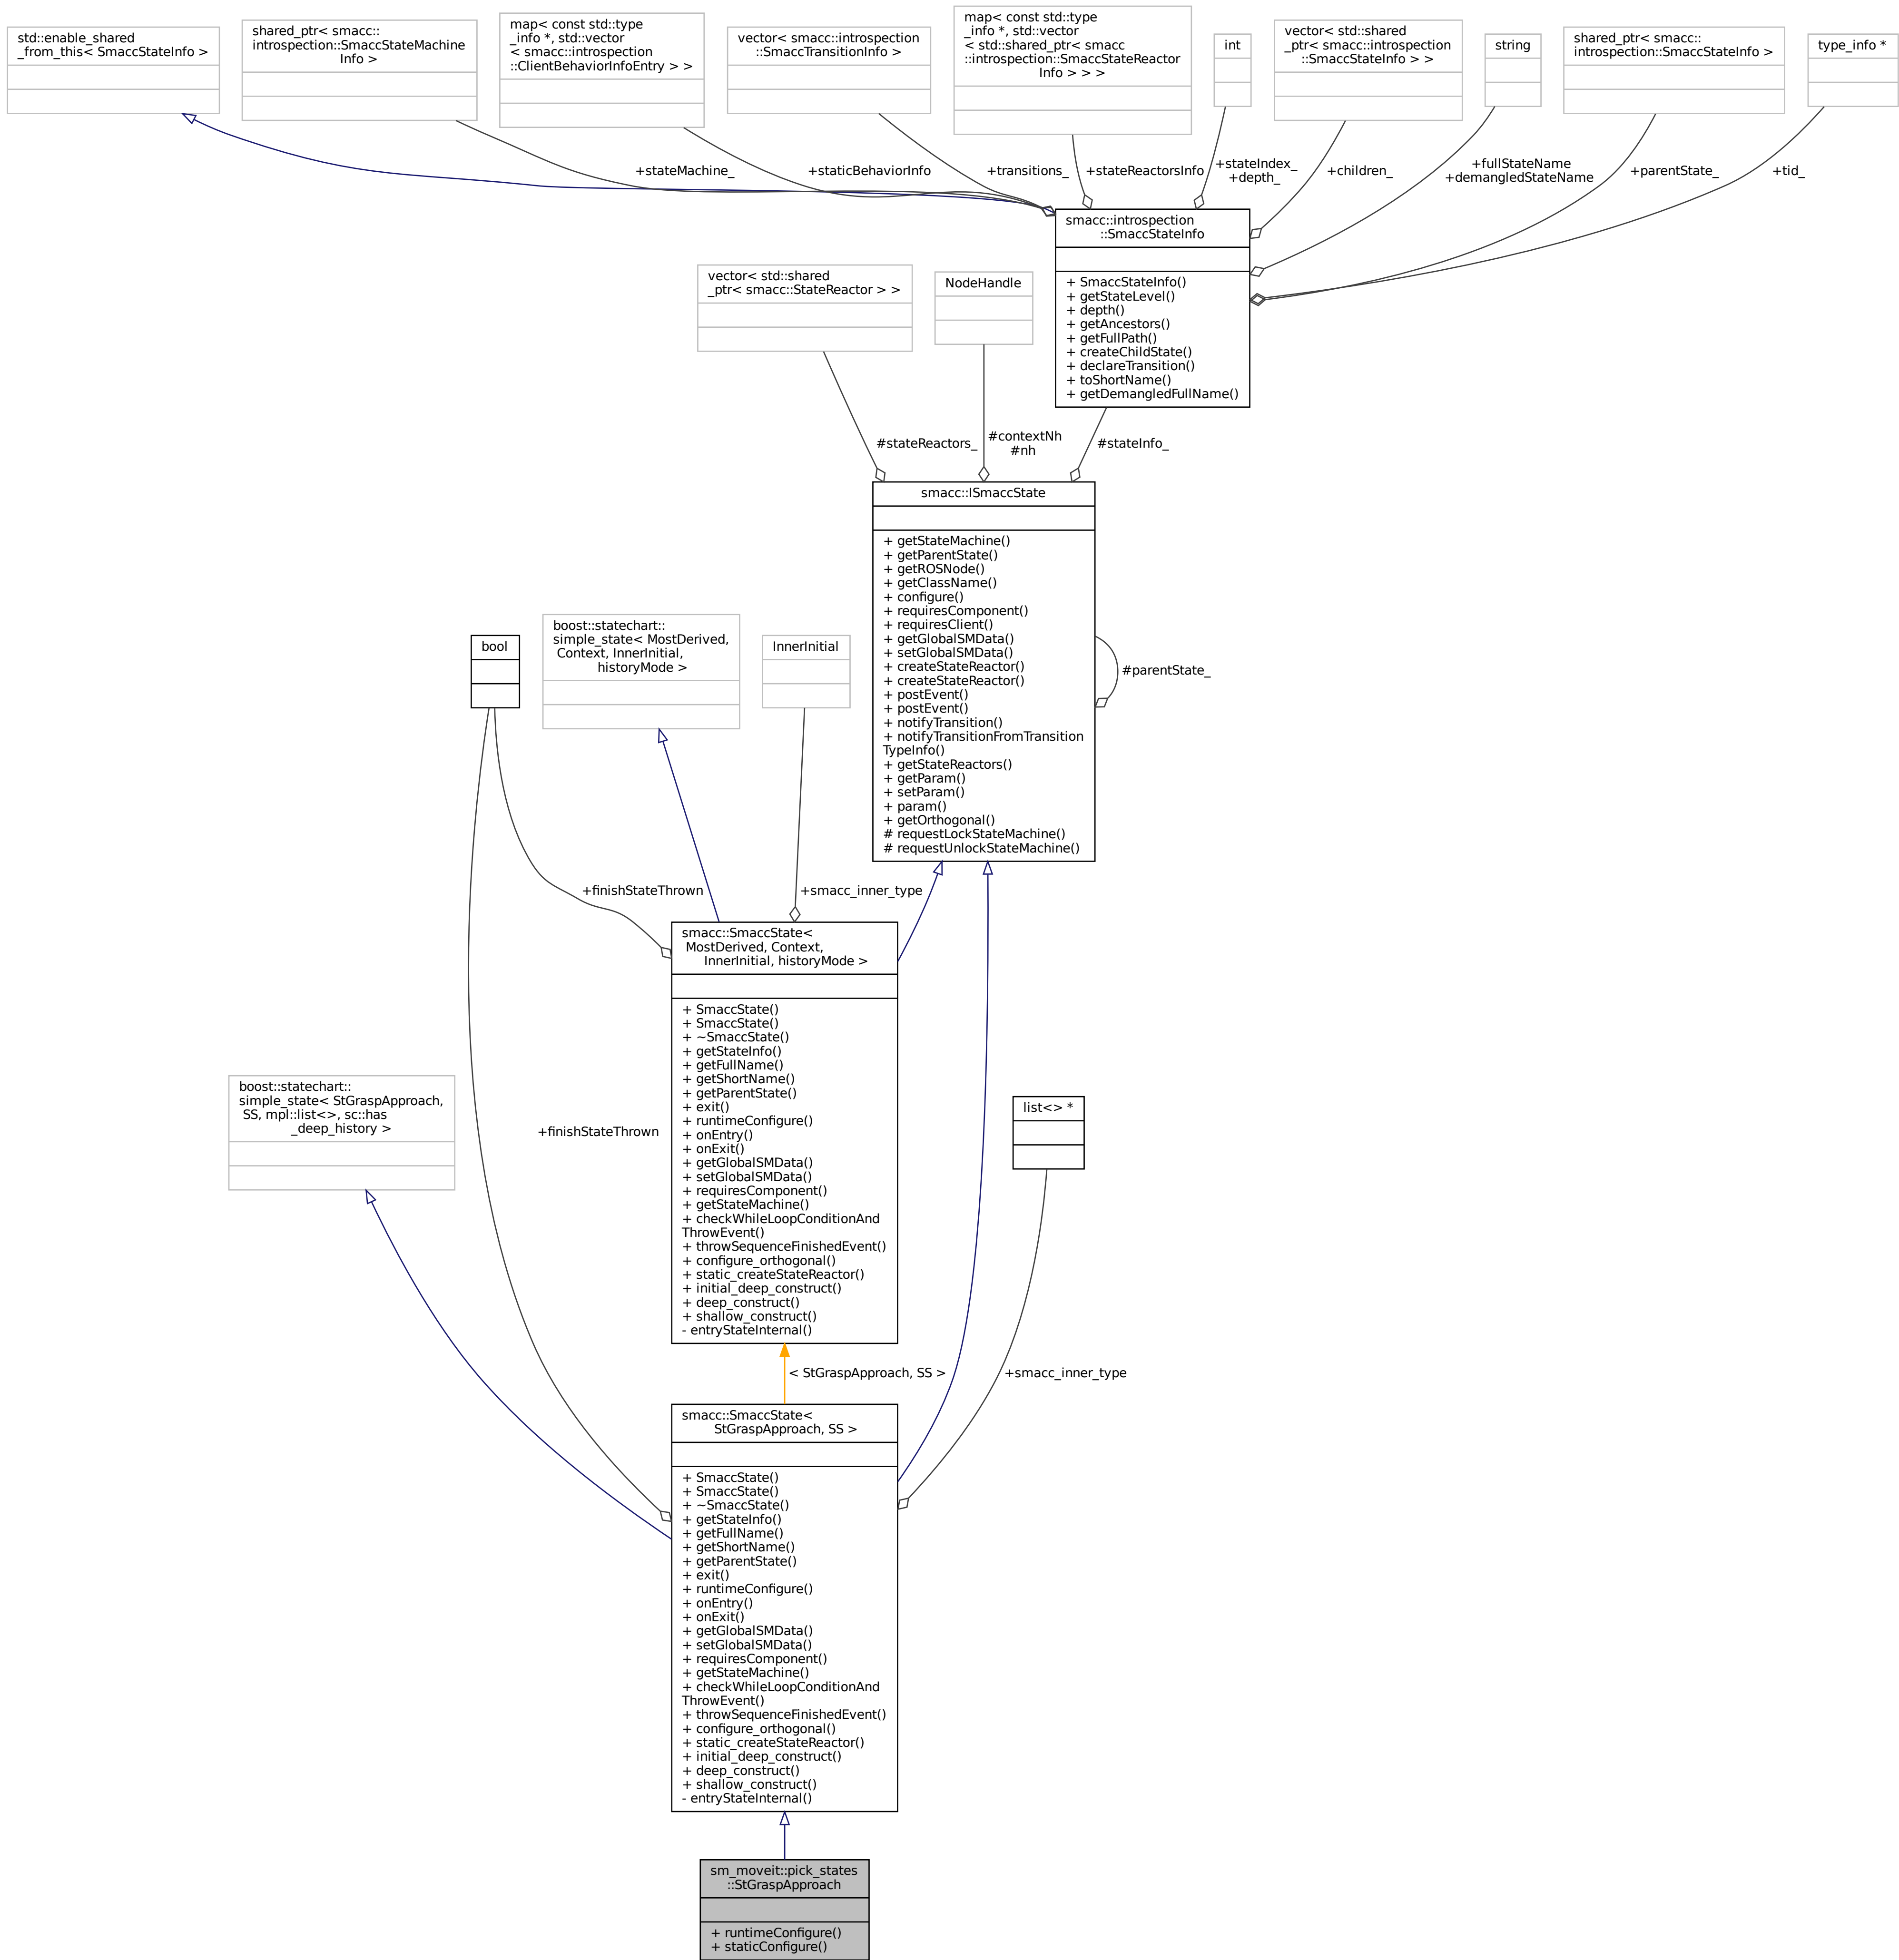 std::enable_shared
_from_this< SmaccStateInfo >
shared_ptr< smacc::
introspection::SmaccStateMachine
Info >
map< const std::type
_info *, std::vector
< smacc::introspection
::ClientBehaviorInfoEntry > >
vector< smacc::introspection
::SmaccTransitionInfo >
map< const std::type
_info *, std::vector
< std::shared_ptr< smacc
::introspection::SmaccStateReactor
Info > > >
int
vector< std::shared
_ptr< smacc::introspection
::SmaccStateInfo > >
string
shared_ptr< smacc::
introspection::SmaccStateInfo >
type_info *
+stateMachine_
+staticBehaviorInfo
+transitions_
+stateReactorsInfo
+stateIndex_
+depth_
+children_
+fullStateName
+demangledStateName
+parentState_
+tid_
smacc::introspection
::SmaccStateInfo
+ SmaccStateInfo()
+ getStateLevel()
+ depth()
+ getAncestors()
+ getFullPath()
+ createChildState()
+ declareTransition()
+ toShortName()
+ getDemangledFullName()
vector< std::shared
_ptr< smacc::StateReactor > >
NodeHandle
#stateReactors_
#contextNh
#nh
#stateInfo_
smacc::ISmaccState
+ getStateMachine()
+ getParentState()
+ getROSNode()
+ getClassName()
+ configure()
+ requiresComponent()
+ requiresClient()
+ getGlobalSMData()
+ setGlobalSMData()
+ createStateReactor()
+ createStateReactor()
+ postEvent()
+ postEvent()
+ notifyTransition()
+ notifyTransitionFromTransition
TypeInfo()
+ getStateReactors()
+ getParam()
+ setParam()
+ param()
+ getOrthogonal()
# requestLockStateMachine()
# requestUnlockStateMachine()
#parentState_
bool
boost::statechart::
simple_state< MostDerived,
Context, InnerInitial,
historyMode >
InnerInitial
+finishStateThrown
+smacc_inner_type
smacc::SmaccState<
MostDerived, Context,
InnerInitial, historyMode >
+ SmaccState()
+ SmaccState()
+ ~SmaccState()
+ getStateInfo()
+ getFullName()
+ getShortName()
+ getParentState()
+ exit()
+ runtimeConfigure()
+ onEntry()
+ onExit()
+ getGlobalSMData()
+ setGlobalSMData()
+ requiresComponent()
+ getStateMachine()
+ checkWhileLoopConditionAnd
ThrowEvent()
+ throwSequenceFinishedEvent()
+ configure_orthogonal()
+ static_createStateReactor()
+ initial_deep_construct()
+ deep_construct()
+ shallow_construct()
- entryStateInternal()
boost::statechart::
simple_state< StGraspApproach,
SS, mpl::list<>, sc::has
_deep_history >
+finishStateThrown
list<> *
< StGraspApproach, SS >
+smacc_inner_type
smacc::SmaccState<
StGraspApproach, SS >
+ SmaccState()
+ SmaccState()
+ ~SmaccState()
+ getStateInfo()
+ getFullName()
+ getShortName()
+ getParentState()
+ exit()
+ runtimeConfigure()
+ onEntry()
+ onExit()
+ getGlobalSMData()
+ setGlobalSMData()
+ requiresComponent()
+ getStateMachine()
+ checkWhileLoopConditionAnd
ThrowEvent()
+ throwSequenceFinishedEvent()
+ configure_orthogonal()
+ static_createStateReactor()
+ initial_deep_construct()
+ deep_construct()
+ shallow_construct()
- entryStateInternal()
sm_moveit::pick_states
::StGraspApproach
+ runtimeConfigure()
+ staticConfigure()